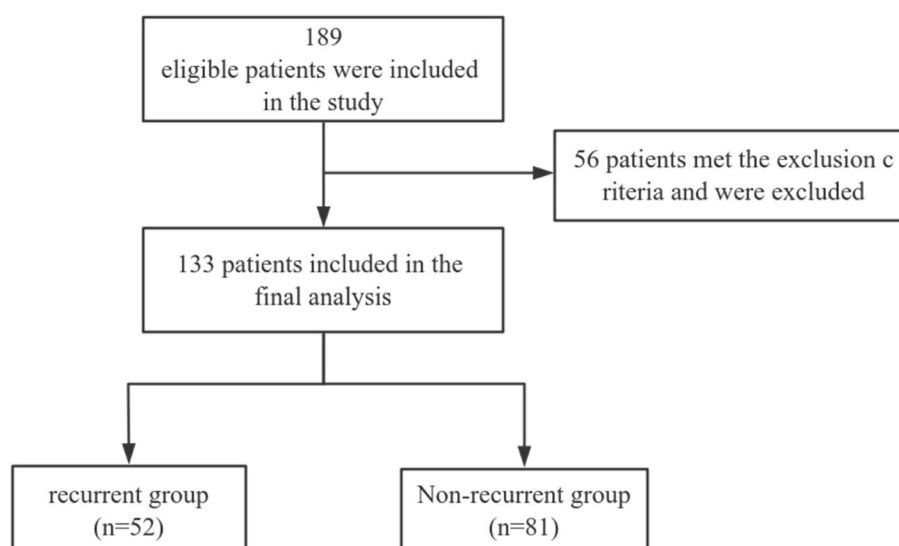 189
eligible patients were included
in the study
56 patients met the exclusion c
riteria and were excluded
133 patients included in the
final analysis
recurrent group
(n=52)
Non-recurrent group
(n=81)